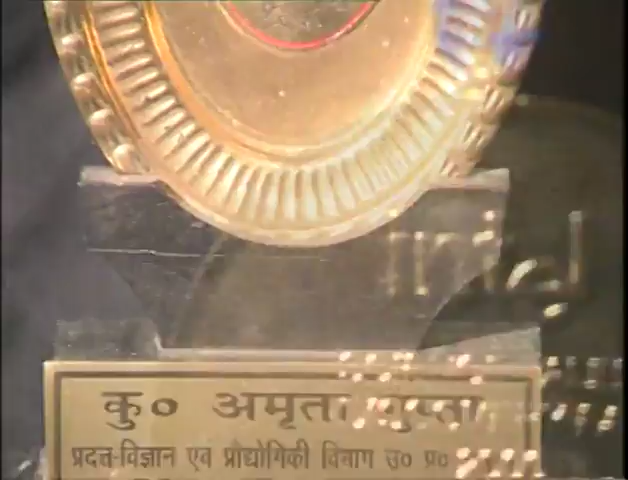 कु० अमृता गुप्ता
प्रदत्त-विज्ञान एवं प्रौद्योगिकी विभाग उ० प्र०